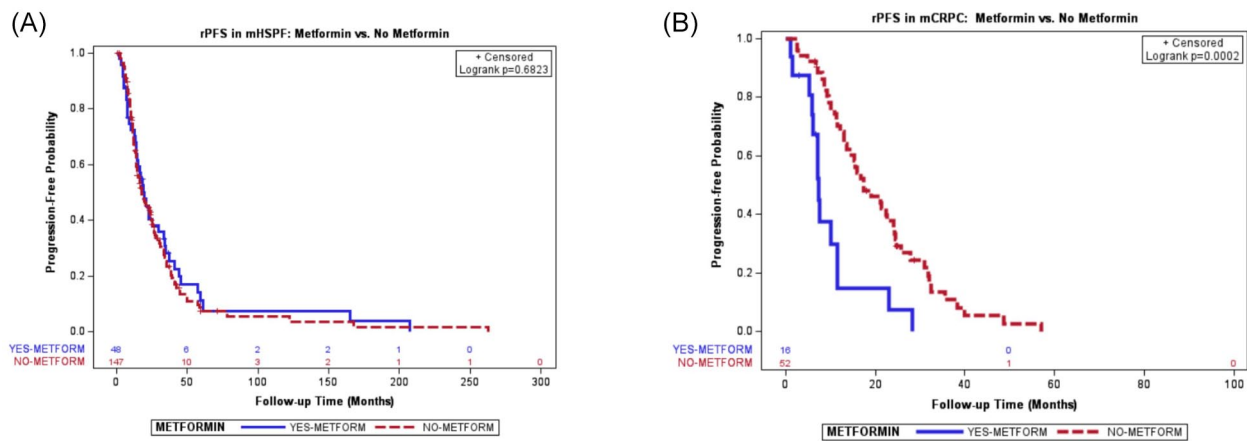 (A)
rPFS in mHSPF: Metformin vs. No Metformin
+ Censored
Logrank p=0.6823
Progression-Free Probability
1.0
0.8
0.6
0.4
0.2
0.0
YES-METFORM 48 6 2 2 1 0
NO-METFORM 147 10 3 2 1 1 0
0 50 100 150 200 250 300
Follow-up Time (Months)
METFORMIN YES-METFORM NO-METFORM
(B)
rPFS in mCRPC: Metformin vs. No Metformin
+ Censored
Logrank p=0.0002
Progression-free Probability
1.0
0.8
0.6
0.4
0.2
0.0
YES-METFORM 16 0
NO-METFORM 52 1 0
0 20 40 60 80 100
Follow-up Time (Months)
METFORMIN YES-METFORM NO-METFORM